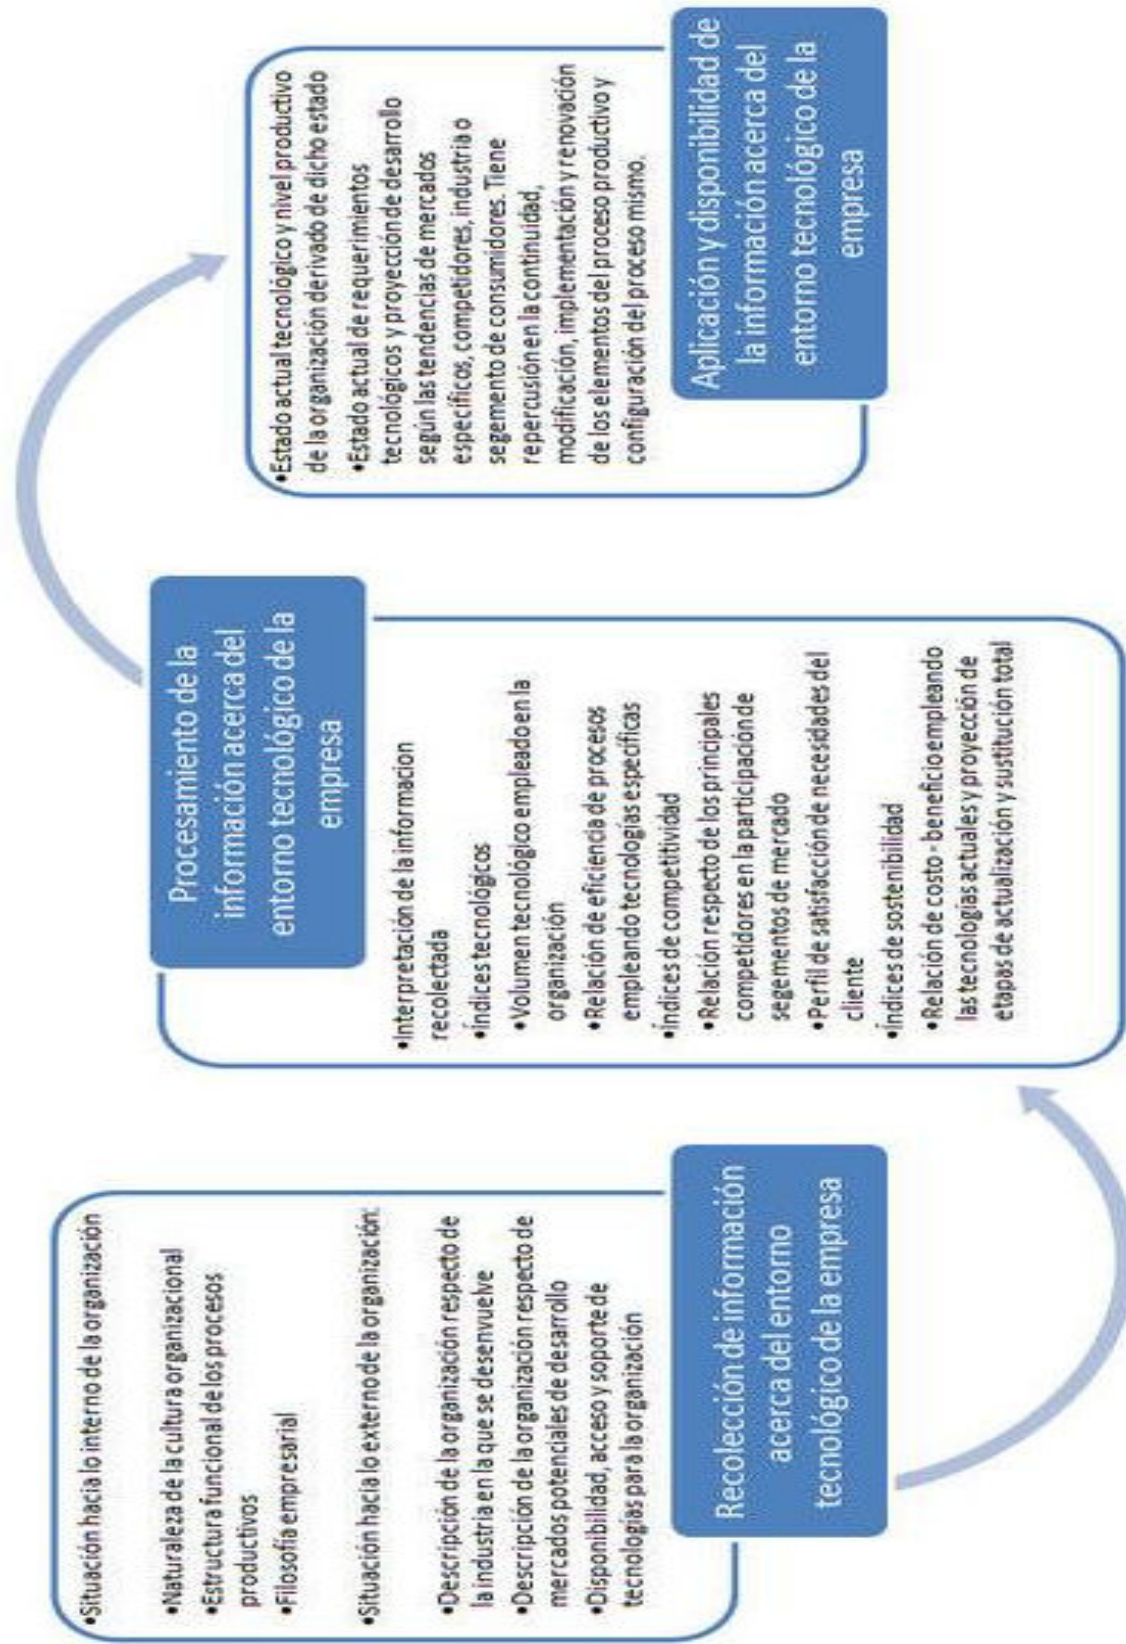 •Situación hacia lo interno de la organización
•Naturaleza de la cultura organizacional
•Estructura funcional de los procesos
productivos
•Filosofía empresarial
•Situación hacia lo externo de la organización:
•Descripción de la organización respecto de
la industria en la que se desenvuelve
•Descripción de la organización respecto de
mercados potenciales de desarrollo
•Disponibilidad, acceso y soporte de
tecnologías para la organización
Recolección de información
acerca del entorno
tecnológico de la empresa
Procesamiento de la
información acerca del
entorno tecnológico de la
empresa
•Interpretación de la informacion
recolectada
•Índices tecnológicos
•Volumen tecnológico empleado en la
organización
•Relación de eficiencia de procesos
empleando tecnologías específicas
•Índices de competitividad
•Relación respecto de los principales
competidores en la participación de
segementos de mercado
•Perfil de satisfacción de necesidades del
cliente
•Índices de sostenibilidad
•Relación de costo - beneficio empleando
las tecnologías actuales y proyección de
etapas de actualización y sustitución total
•Estado actual tecnológico y nivel productivo
de la organización derivado de dicho estado
•Estado actual de requerimientos
tecnológicos y proyección de desarrollo
según las tendencias de mercados
específicos, competidores, industria o
segemento de consumidores. Tiene
repercusión en la continuidad,
modificación, implementación y renovación
de los elementos del proceso productivo y
configuración del proceso mismo.
Aplicación y disponibilidad de
la información acerca del
entorno tecnológico de la
empresa